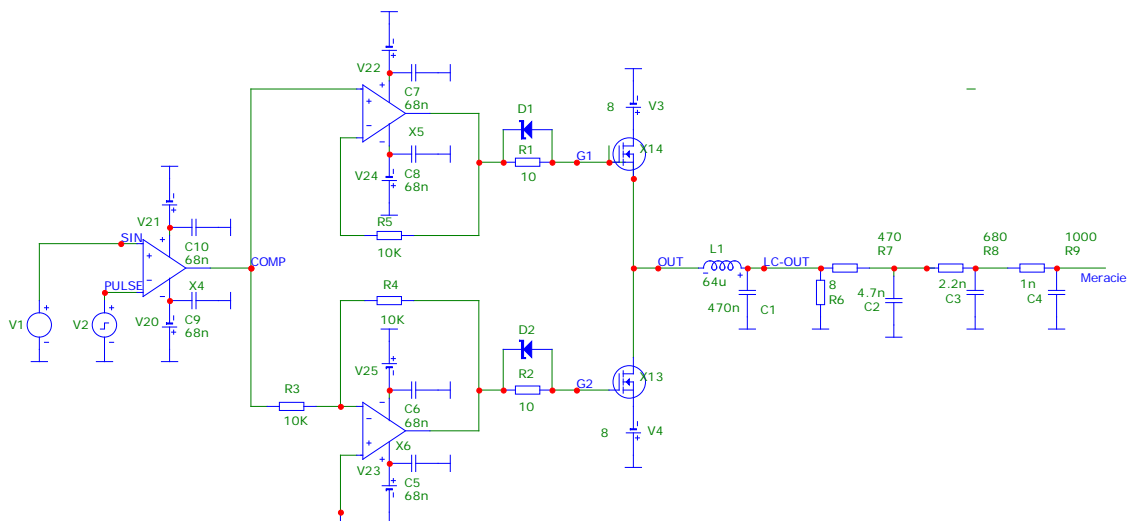 V22
C7
68n
X5
V24
C8
68n
R5
10K
D1
R1
10
G1
8
V3
X14
V21
SIN
C10
68n
X4
PULSE
COMP
V1
V2
V20
C9
68n
R4
10K
V25
C6
68n
X6
R3
10K
V23
C5
68n
D2
R2
10
G2
X13
8
V4
OUT
L1
64u
LC-OUT
470n
C1
8
R6
470
R7
4.7n
C2
680
R8
2.2n
C3
1000
R9
1n
C4
Meracie